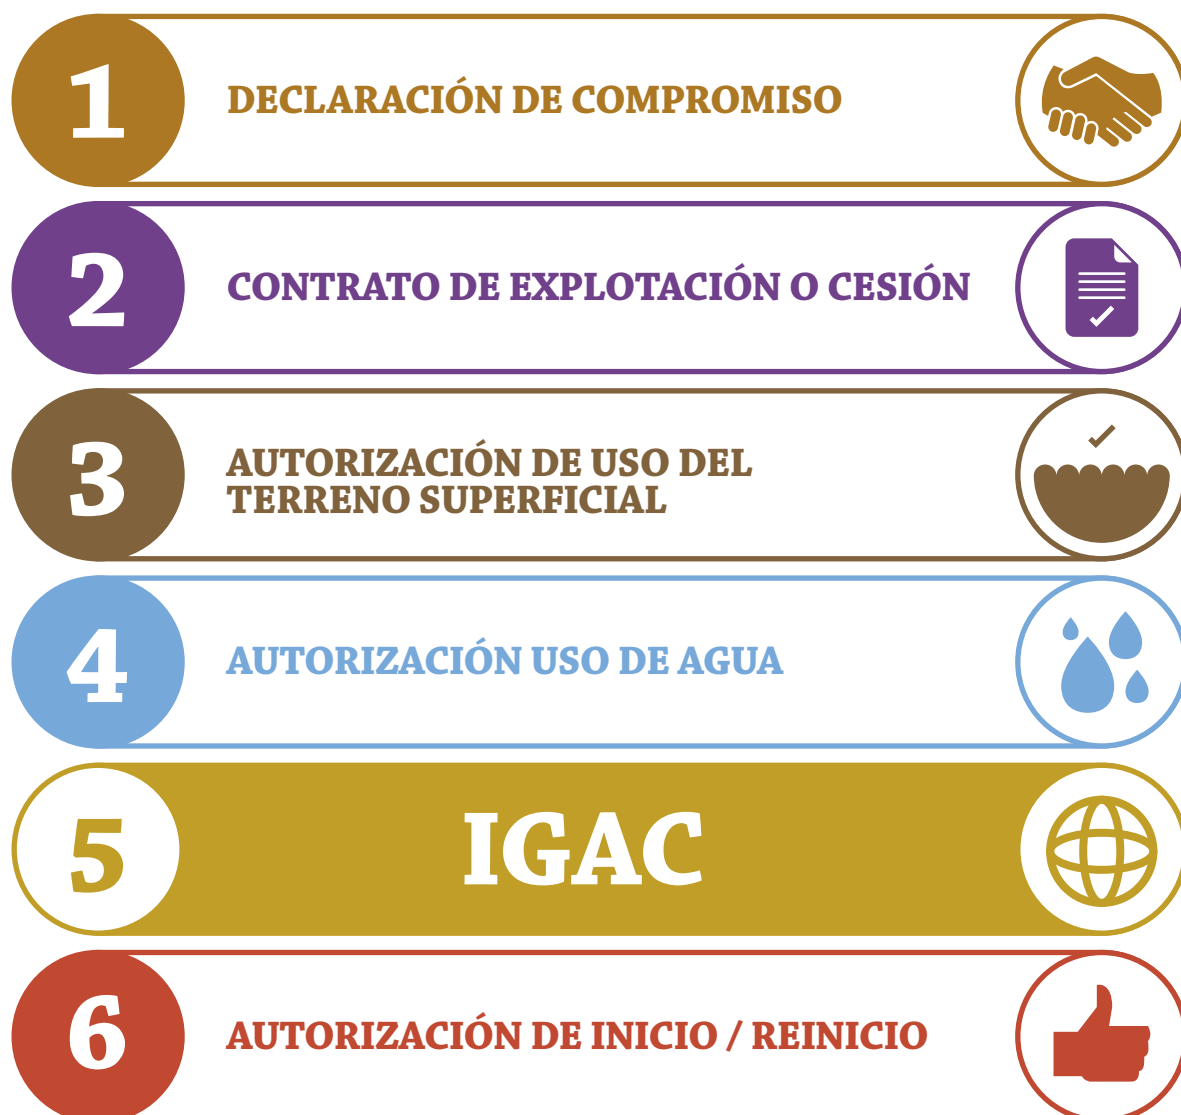 1
DECLARACIÓN DE COMPROMISO
2
CONTRATO DE EXPLOTACIÓN O CESIÓN
3
AUTORIZACIÓN DE USO DEL
TERRENO SUPERFICIAL
4
AUTORIZACIÓN USO DE AGUA
5
IGAC
6
AUTORIZACIÓN DE INICIO / REINICIO